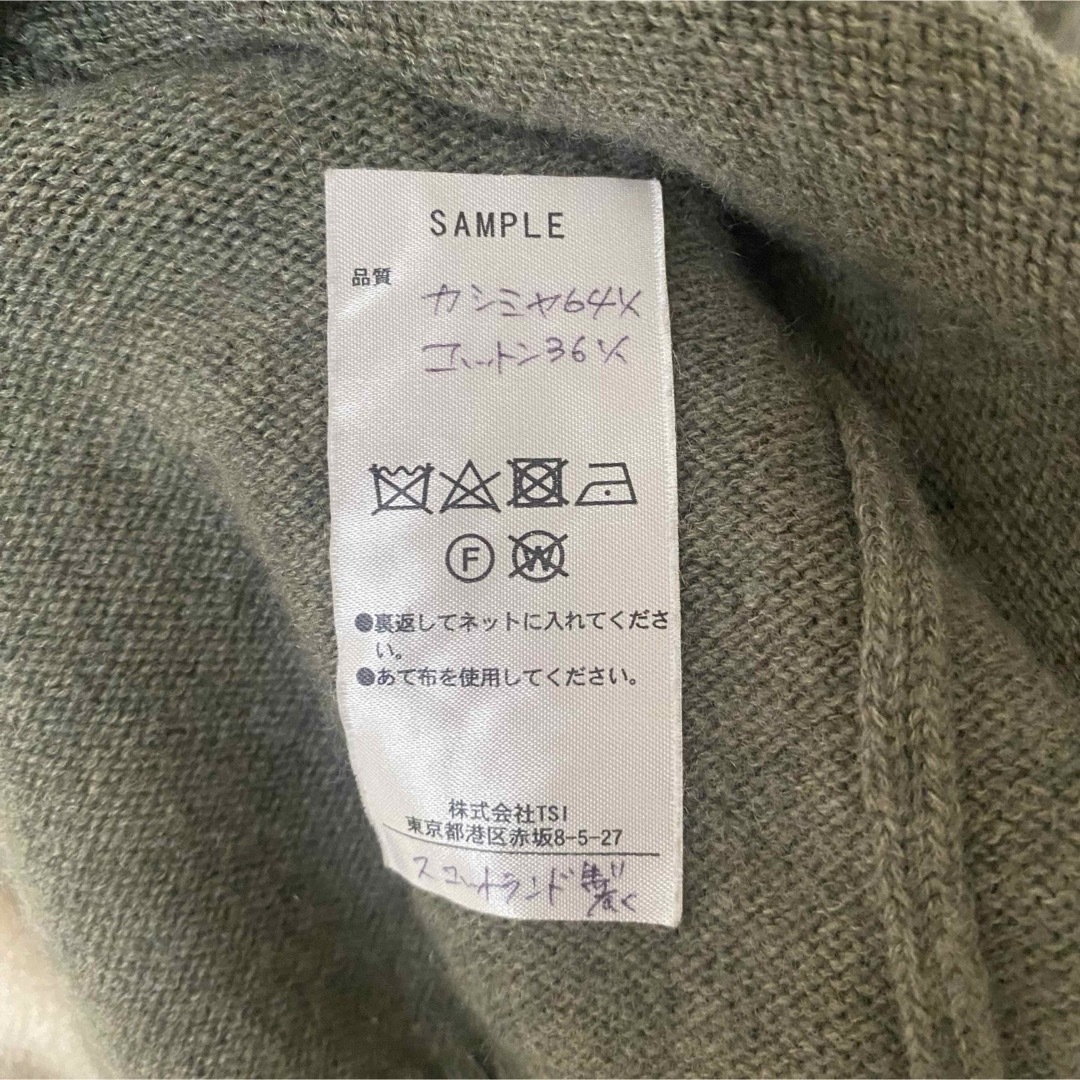 SAMPLE
品質
カシミヤ64%
コットン36%
F W
●裏返してネットに入れてくださ
い。
●あて布を使用してください。
株式会社TSI
東京都港区赤坂8-5-27
スコットランド製